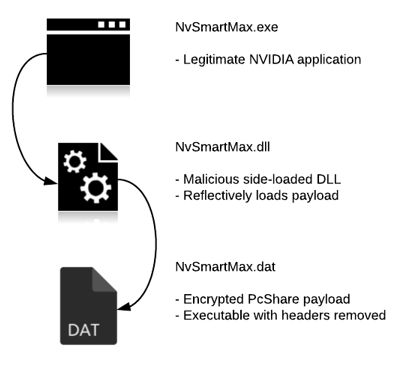 NvSmartMax.exe
- Legitimate NVIDIA application
NvSmartMax.dll
- Malicious side-loaded DLL
- Reflectively loads payload
NvSmartMax.dat
- Encrypted PcShare payload
- Executable with headers removed
DAT